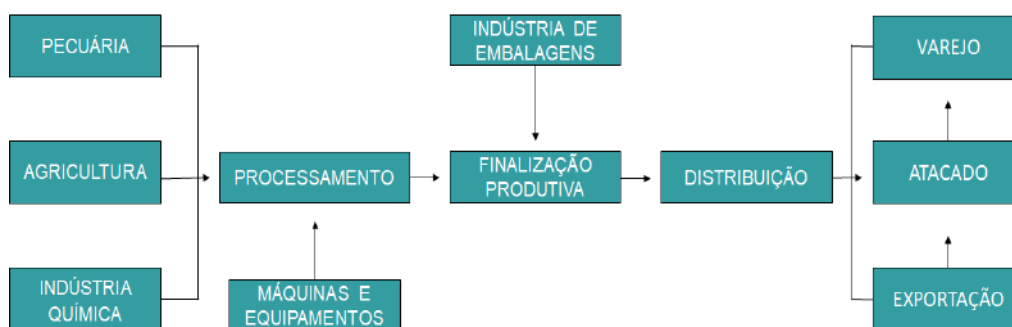 PECUÁRIA
AGRICULTURA
INDÚSTRIA
QUÍMICA
PROCESSAMENTO
MÁQUINAS E
EQUIPAMENTOS
INDÚSTRIA DE
EMBALAGENS
FINALIZAÇÃO
PRODUTIVA
DISTRIBUIÇÃO
VAREJO
ATACADO
EXPORTAÇÃO